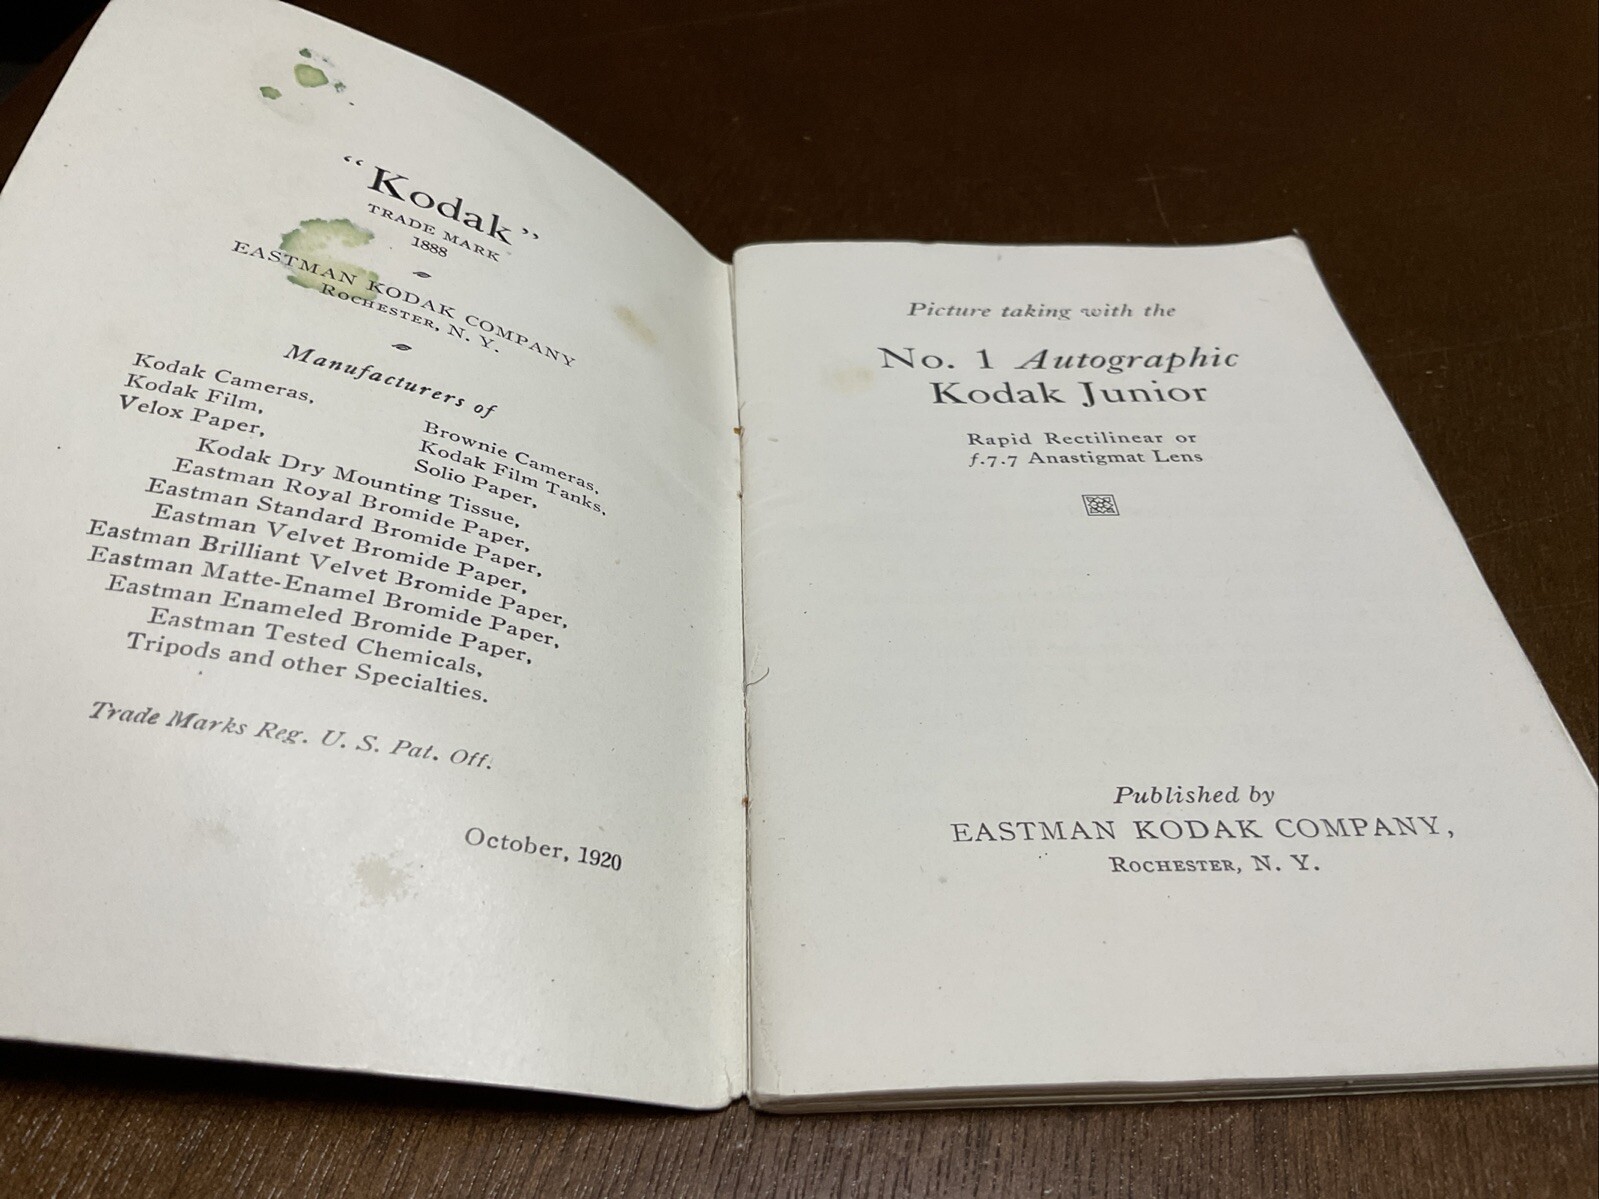 "Kodak"
TRADE MARK
1888
EASTMAN KODAK COMPANY
ROCHESTER, N. Y.
Manufacturers of
Kodak Cameras, Brownie Cameras,
Kodak Film, Kodak Film Tanks,
Velox Paper, Solio Paper,
Kodak Dry Mounting Tissue,
Eastman Royal Bromide Paper,
Eastman Standard Bromide Paper,
Eastman Velvet Bromide Paper,
Eastman Brilliant Velvet Bromide Paper,
Eastman Matte-Enamel Bromide Paper,
Eastman Enameled Bromide Paper,
Eastman Tested Chemicals,
Tripods and other Specialties.
Trade Marks Reg. U. S. Pat. Off.
October, 1920
Picture taking with the
No. 1 Autographic
Kodak Junior
Rapid Rectilinear or
f.7.7 Anastigmat Lens
Published by
EASTMAN KODAK COMPANY,
ROCHESTER, N. Y.